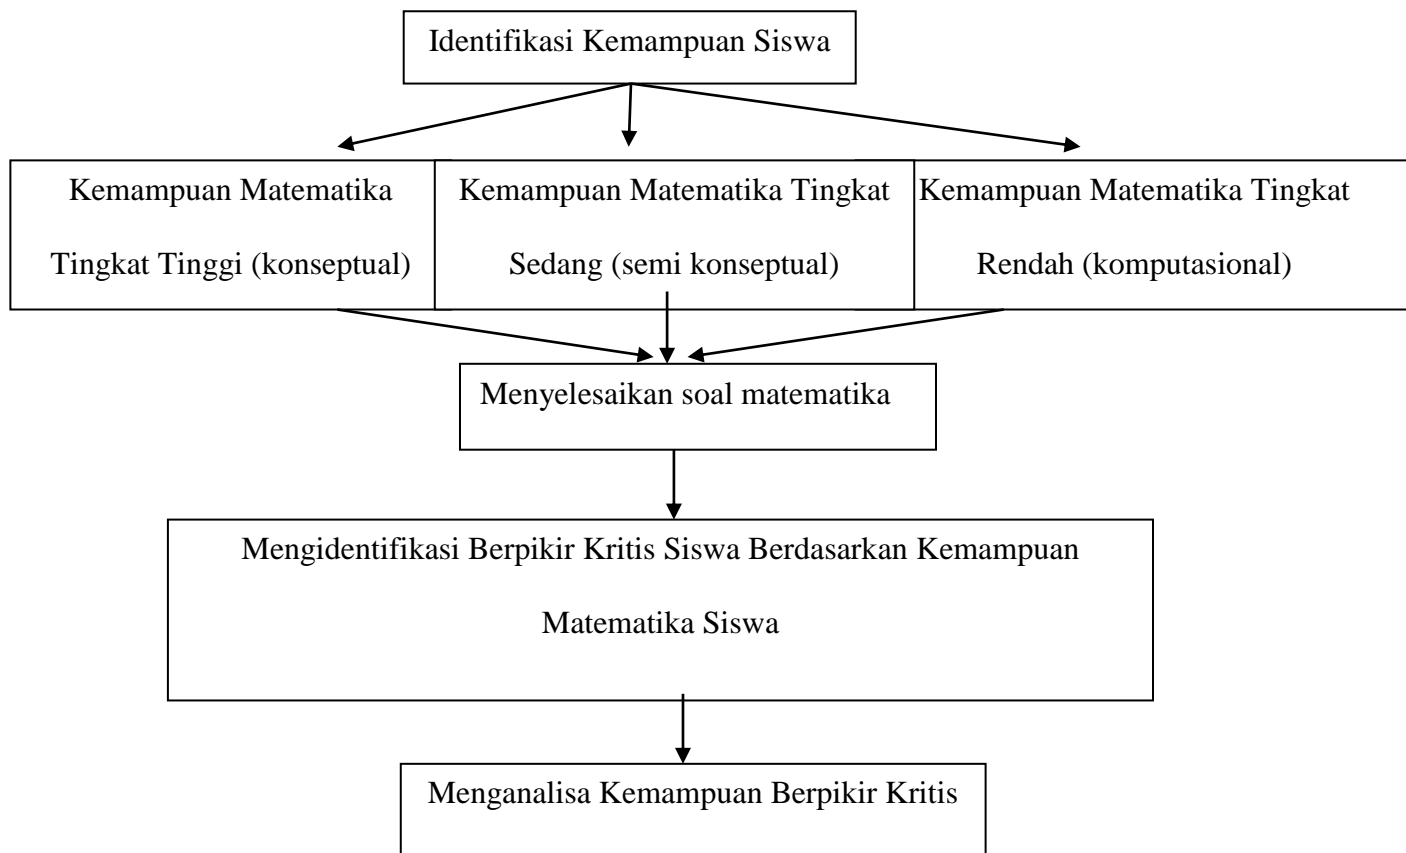 Identifikasi Kemampuan Siswa
Kemampuan Matematika
Tingkat Tinggi (konseptual)
Kemampuan Matematika Tingkat
Sedang (semi konseptual)
Kemampuan Matematika Tingkat
Rendah (komputasional)
Menyelesaikan soal matematika
Mengidentifikasi Berpikir Kritis Siswa Berdasarkan Kemampuan
Matematika Siswa
Menganalisa Kemampuan Berpikir Kritis